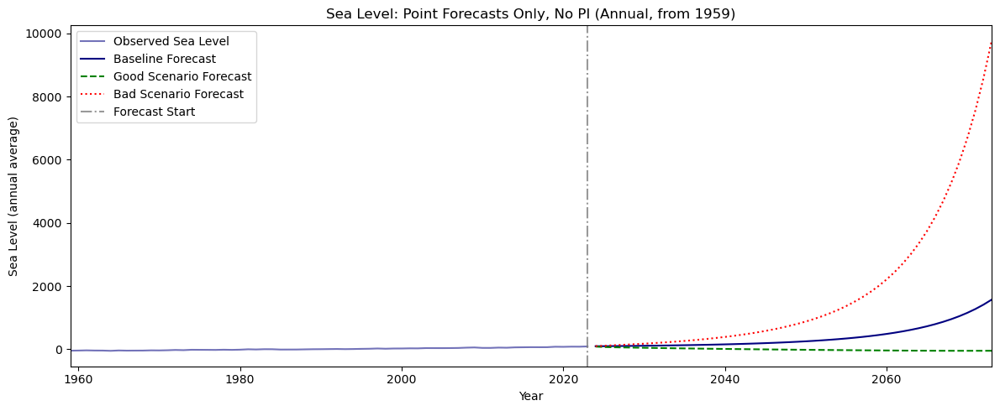 Sea Level: Point Forecasts Only, No PI (Annual, from 1959)
Observed Sea Level
Baseline Forecast
Good Scenario Forecast
Bad Scenario Forecast
Forecast Start
Sea Level (annual average)
10000
8000
6000
4000
2000
0
1960 1980 2000 2020 2040 2060
Year